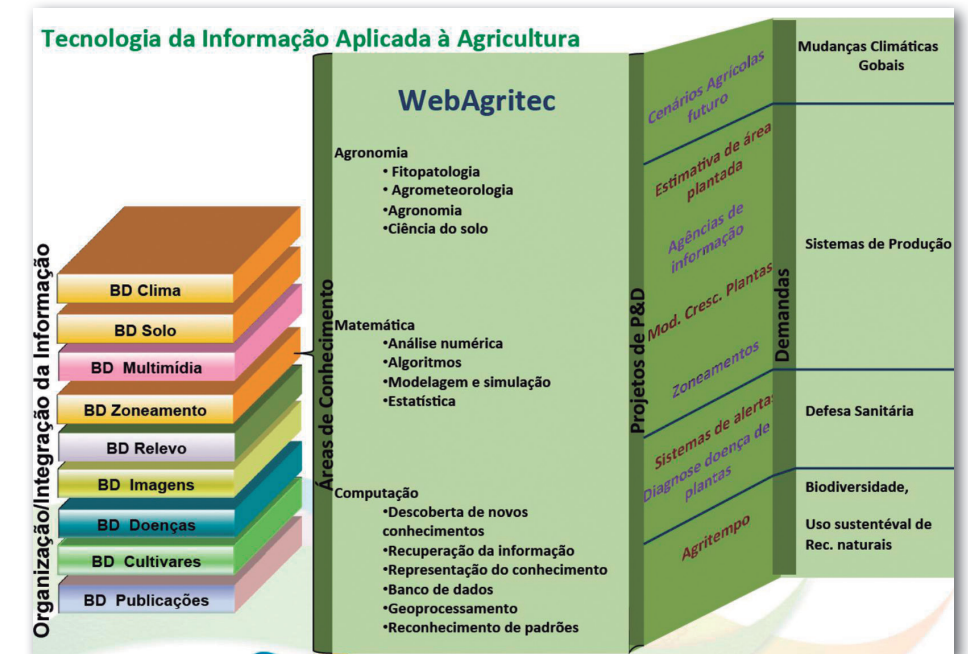 Tecnologia da Informação Aplicada à Agricultura
Organização/Integração da Informação
BD Clima
BD Solo
BD Multimídia
BD Zoneamento
BD Relevo
BD Imagens
BD Doenças
BD Cultivares
BD Publicações
Áreas de Conhecimento
WebAgritec
Agronomia
• Fitopatologia
• Agrometeorologia
•Agronomia
•Ciência do solo
Matemática
•Análise numérica
•Algoritmos
•Modelagem e simulação
•Estatística
Computação
•Descoberta de novos
conhecimentos
•Recuperação da informação
•Representação do conhecimento
•Banco de dados
•Geoprocessamento
•Reconhecimento de padrões
Projetos de P&D
Cenários Agrícolas
futuro
Estimativa de área
plantada
Agências de
informação
Mod. Cresc. Plantas
Zoneamentos
Sistemas de alertas
Diagnose doença de
plantas
Agritempo
Demandas
Mudanças Climáticas
Gobais
Sistemas de Produção
Defesa Sanitária
Biodiversidade,
Uso sustentéval de
Rec. naturais